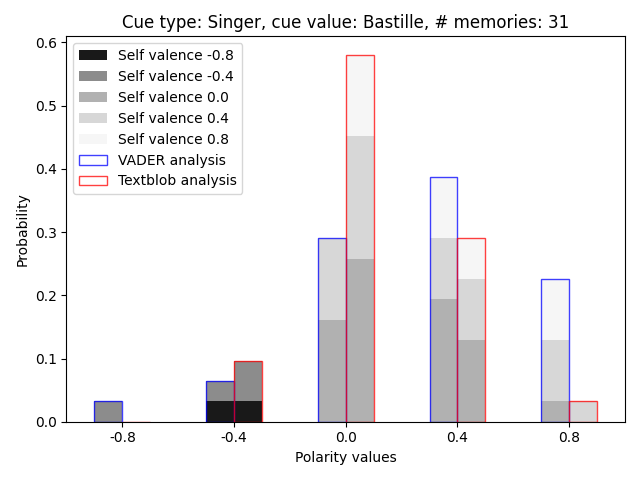 Cue type: Singer, cue value: Bastille, # memories: 31
Self valence -0.8
Self valence -0.4
Self valence 0.0
Self valence 0.4
Self valence 0.8
VADER analysis
Textblob analysis
Probability
0.6
0.5
0.4
0.3
0.2
0.1
0.0
-0.8 -0.4 0.0 0.4 0.8
Polarity values